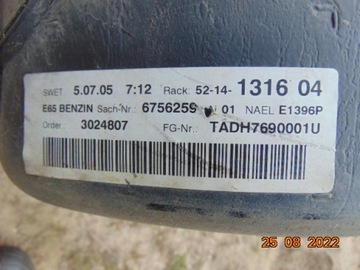 SWET 5.07.05 7:12 Rack: 52-14- 1316 04
E65 BENZIN Sach-Nr.: 6756259 01 NAEL E1396P
Order: 3024807 FG-Nr.: TADH7690001U
25 08 2022